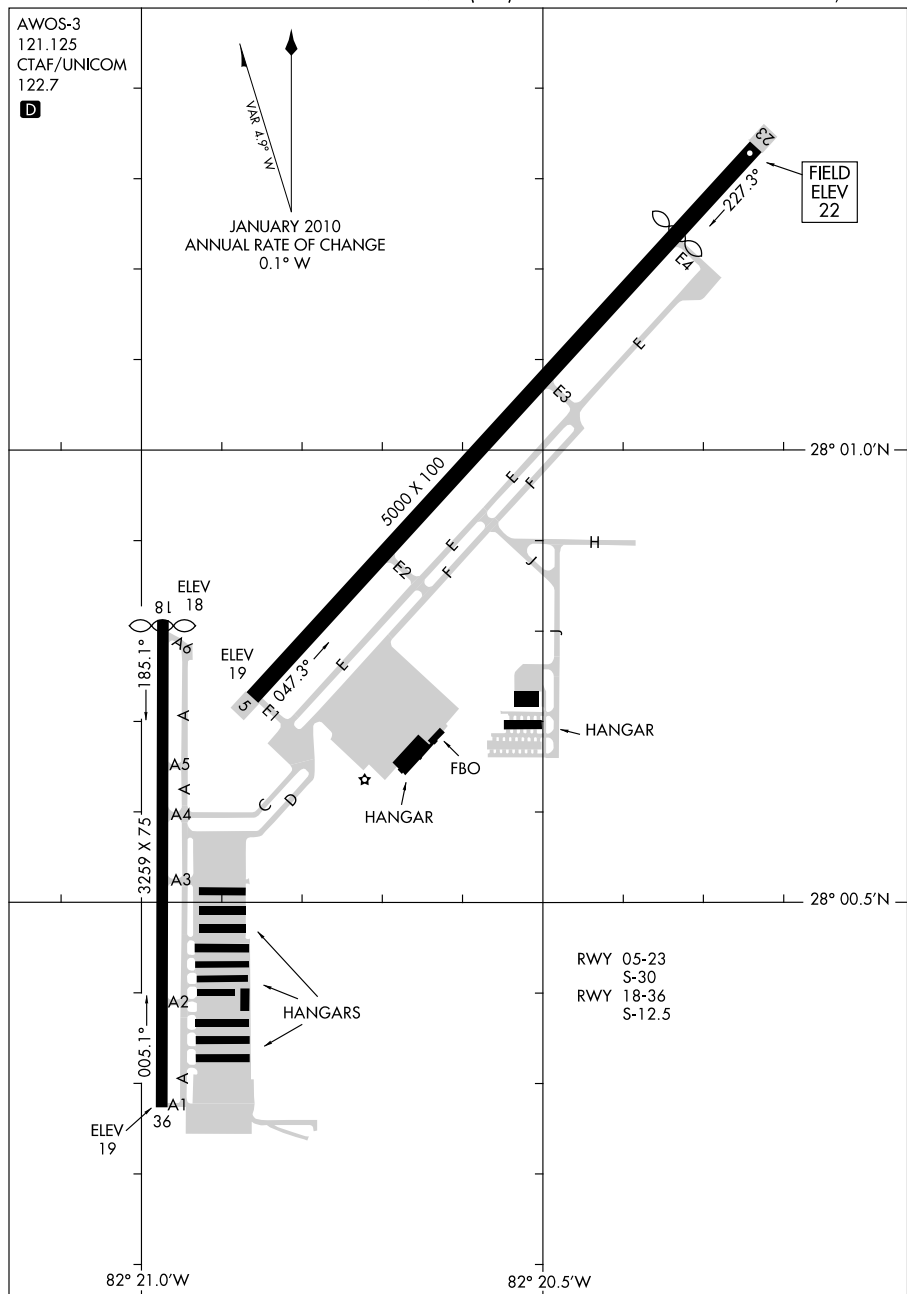 AWOS-3
121.125
CTAF/UNICOM
122.7
D
VAR 4.9° W
JANUARY 2010
ANNUAL RATE OF CHANGE
0.1° W
23
227.3°
FIELD
ELEV
22
E4
E
E3
28° 01.0'N
5000 X 100
E
F
E
F
E2
H
J
J
ELEV
18
18
A6
185.1°
ELEV
19
5
047.3°
E
E1
A
HANGAR
FBO
A5
A
C
D
HANGAR
A4
3259 X 75
A3
28° 00.5'N
RWY 05-23
S-30
RWY 18-36
S-12.5
A2
HANGARS
005.1°
A
A1
36
ELEV
19
82° 21.0'W
82° 20.5'W